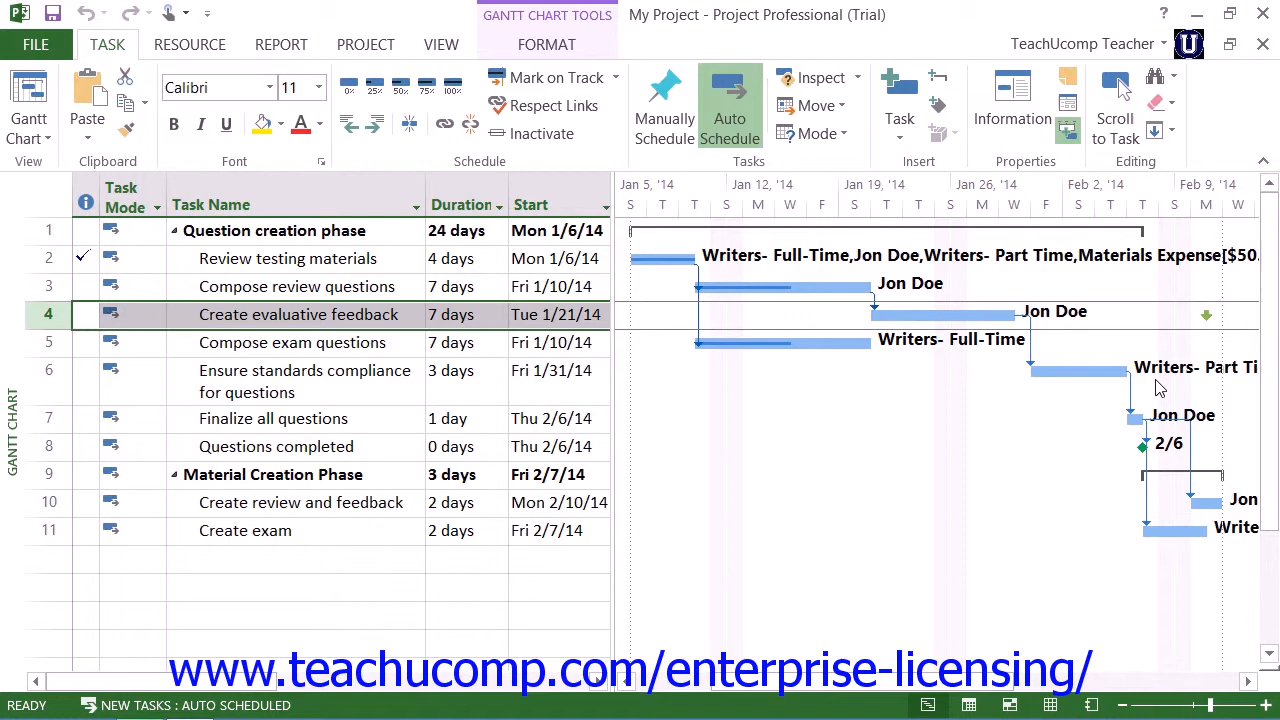 GANTT CHART TOOLS
My Project - Project Professional (Trial)
FILE TASK RESOURCE REPORT PROJECT VIEW FORMAT TeachUcomp Teacher U
Gantt Chart
View
Paste
Clipboard
Calibri 11
B I U A
Font
0% 25% 50% 75% 100%
Mark on Track
Respect Links
Inactivate
Schedule
Manually Schedule
Auto Schedule
Inspect
Move
Mode
Tasks
Task
Insert
Information
Properties
Scroll to Task
Editing
Task Mode Task Name Duration Start
Jan 5, '14 Jan 12, '14 Jan 19, '14 Jan 26, '14 Feb 2, '14 Feb 9, '14
S T T S M W F S T T S M W F S T T S M W
1 Question creation phase 24 days Mon 1/6/14
2 Review testing materials 4 days Mon 1/6/14 Writers- Full-Time,Jon Doe,Writers- Part Time,Materials Expense[$50.
3 Compose review questions 7 days Fri 1/10/14 Jon Doe
4 Create evaluative feedback 7 days Tue 1/21/14 Jon Doe
5 Compose exam questions 7 days Fri 1/10/14 Writers- Full-Time
6 Ensure standards compliance 3 days Fri 1/31/14 Writers- Part Ti
for questions
7 Finalize all questions 1 day Thu 2/6/14 Jon Doe
8 Questions completed 0 days Thu 2/6/14 2/6
9 Material Creation Phase 3 days Fri 2/7/14
10 Create review and feedback 2 days Mon 2/10/14 Jon
11 Create exam 2 days Fri 2/7/14 Write
GANTT CHART
www.teachucomp.com/enterprise-licensing/
READY NEW TASKS : AUTO SCHEDULED